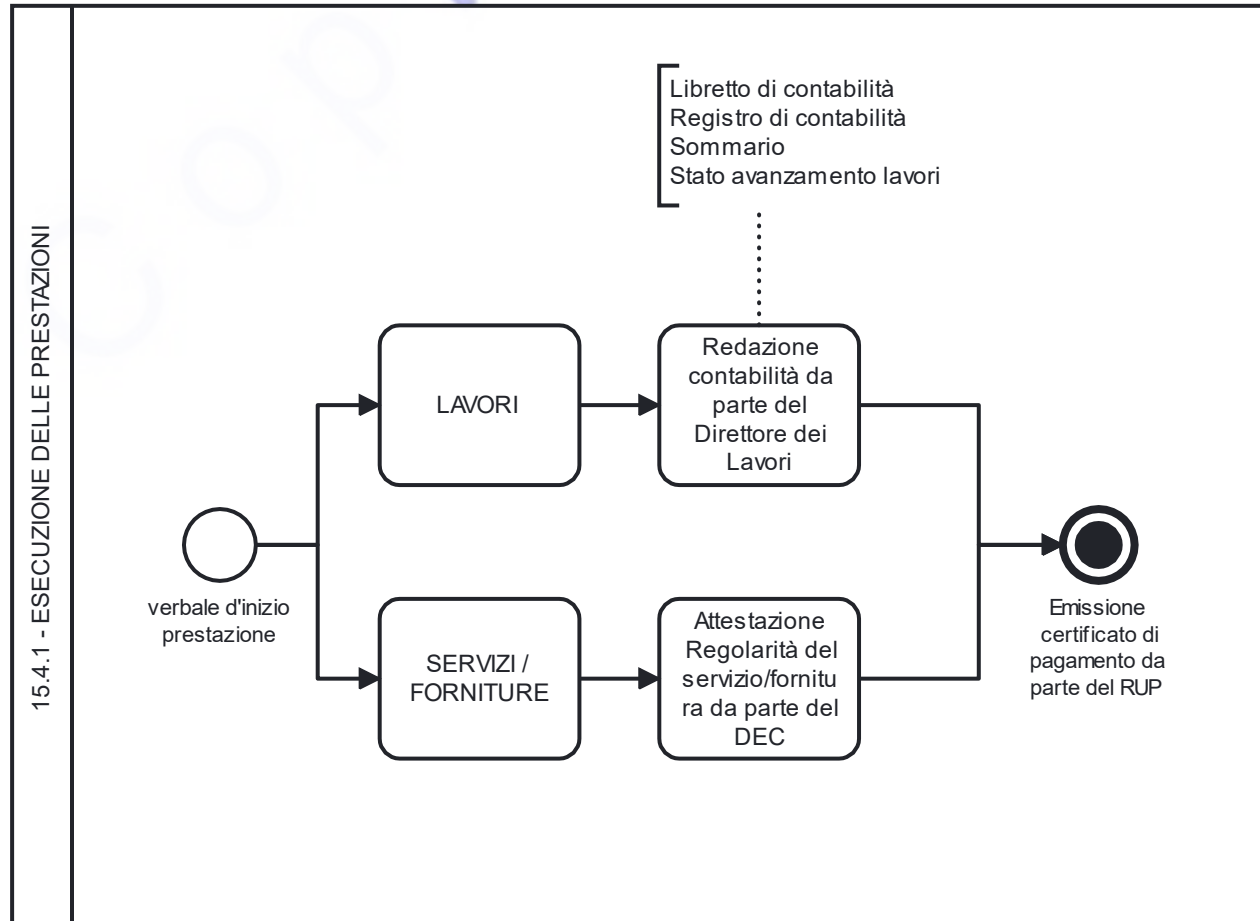 15.4.1 - ESECUZIONE DELLE PRESTAZIONI
Libretto di contabilità
Registro di contabilità
Sommario
Stato avanzamento lavori
LAVORI
Redazione
contabilità da
parte del
Direttore dei
Lavori
verbale d'inizio
prestazione
SERVIZI /
FORNITURE
Attestazione
Regolarità del
servizio/fornitu
ra da parte del
DEC
Emissione
certificato di
pagamento da
parte del RUP